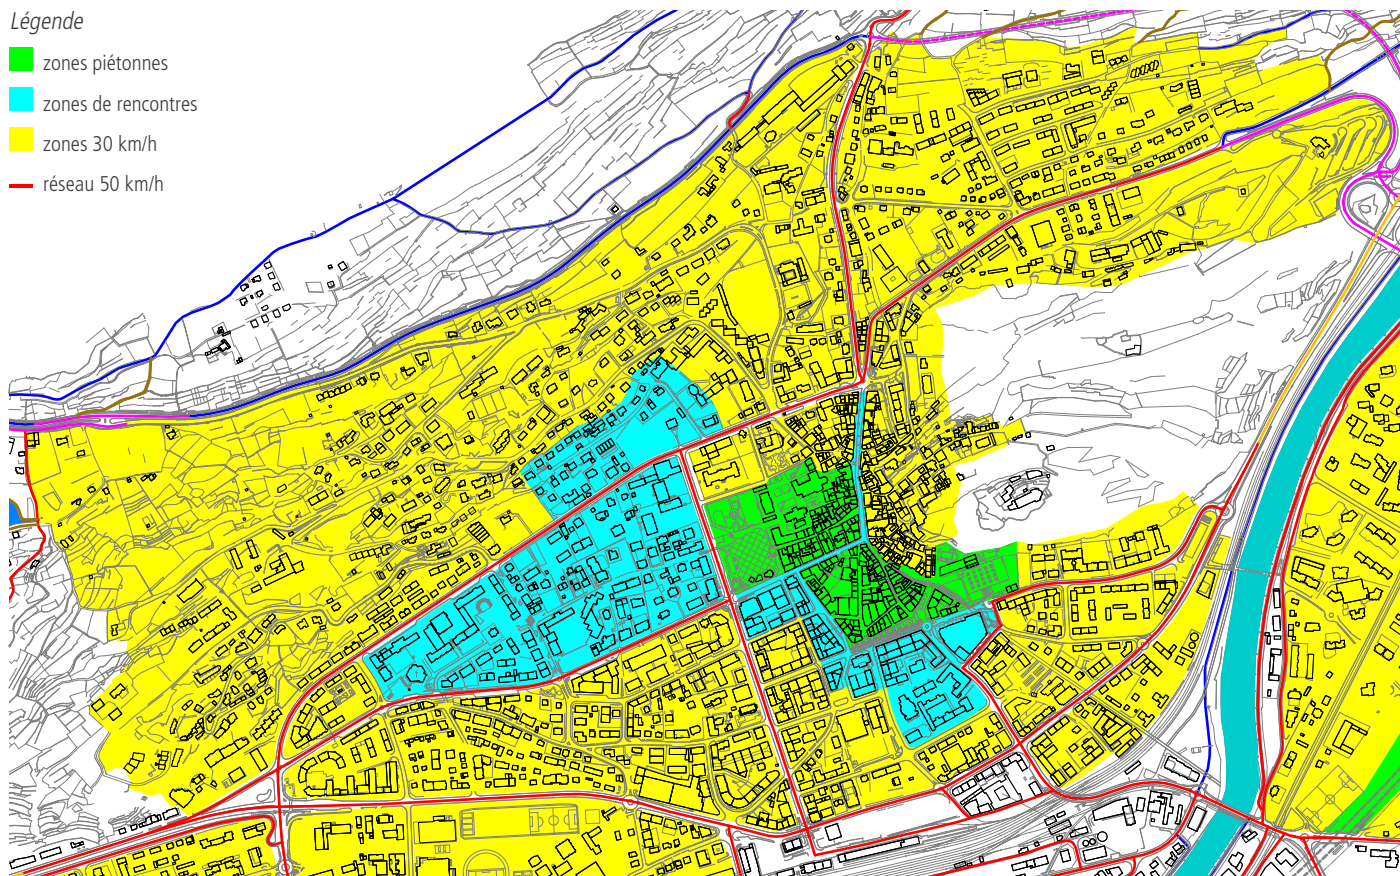 Légende
zones piétonnes
zones de rencontres
zones 30 km/h
réseau 50 km/h